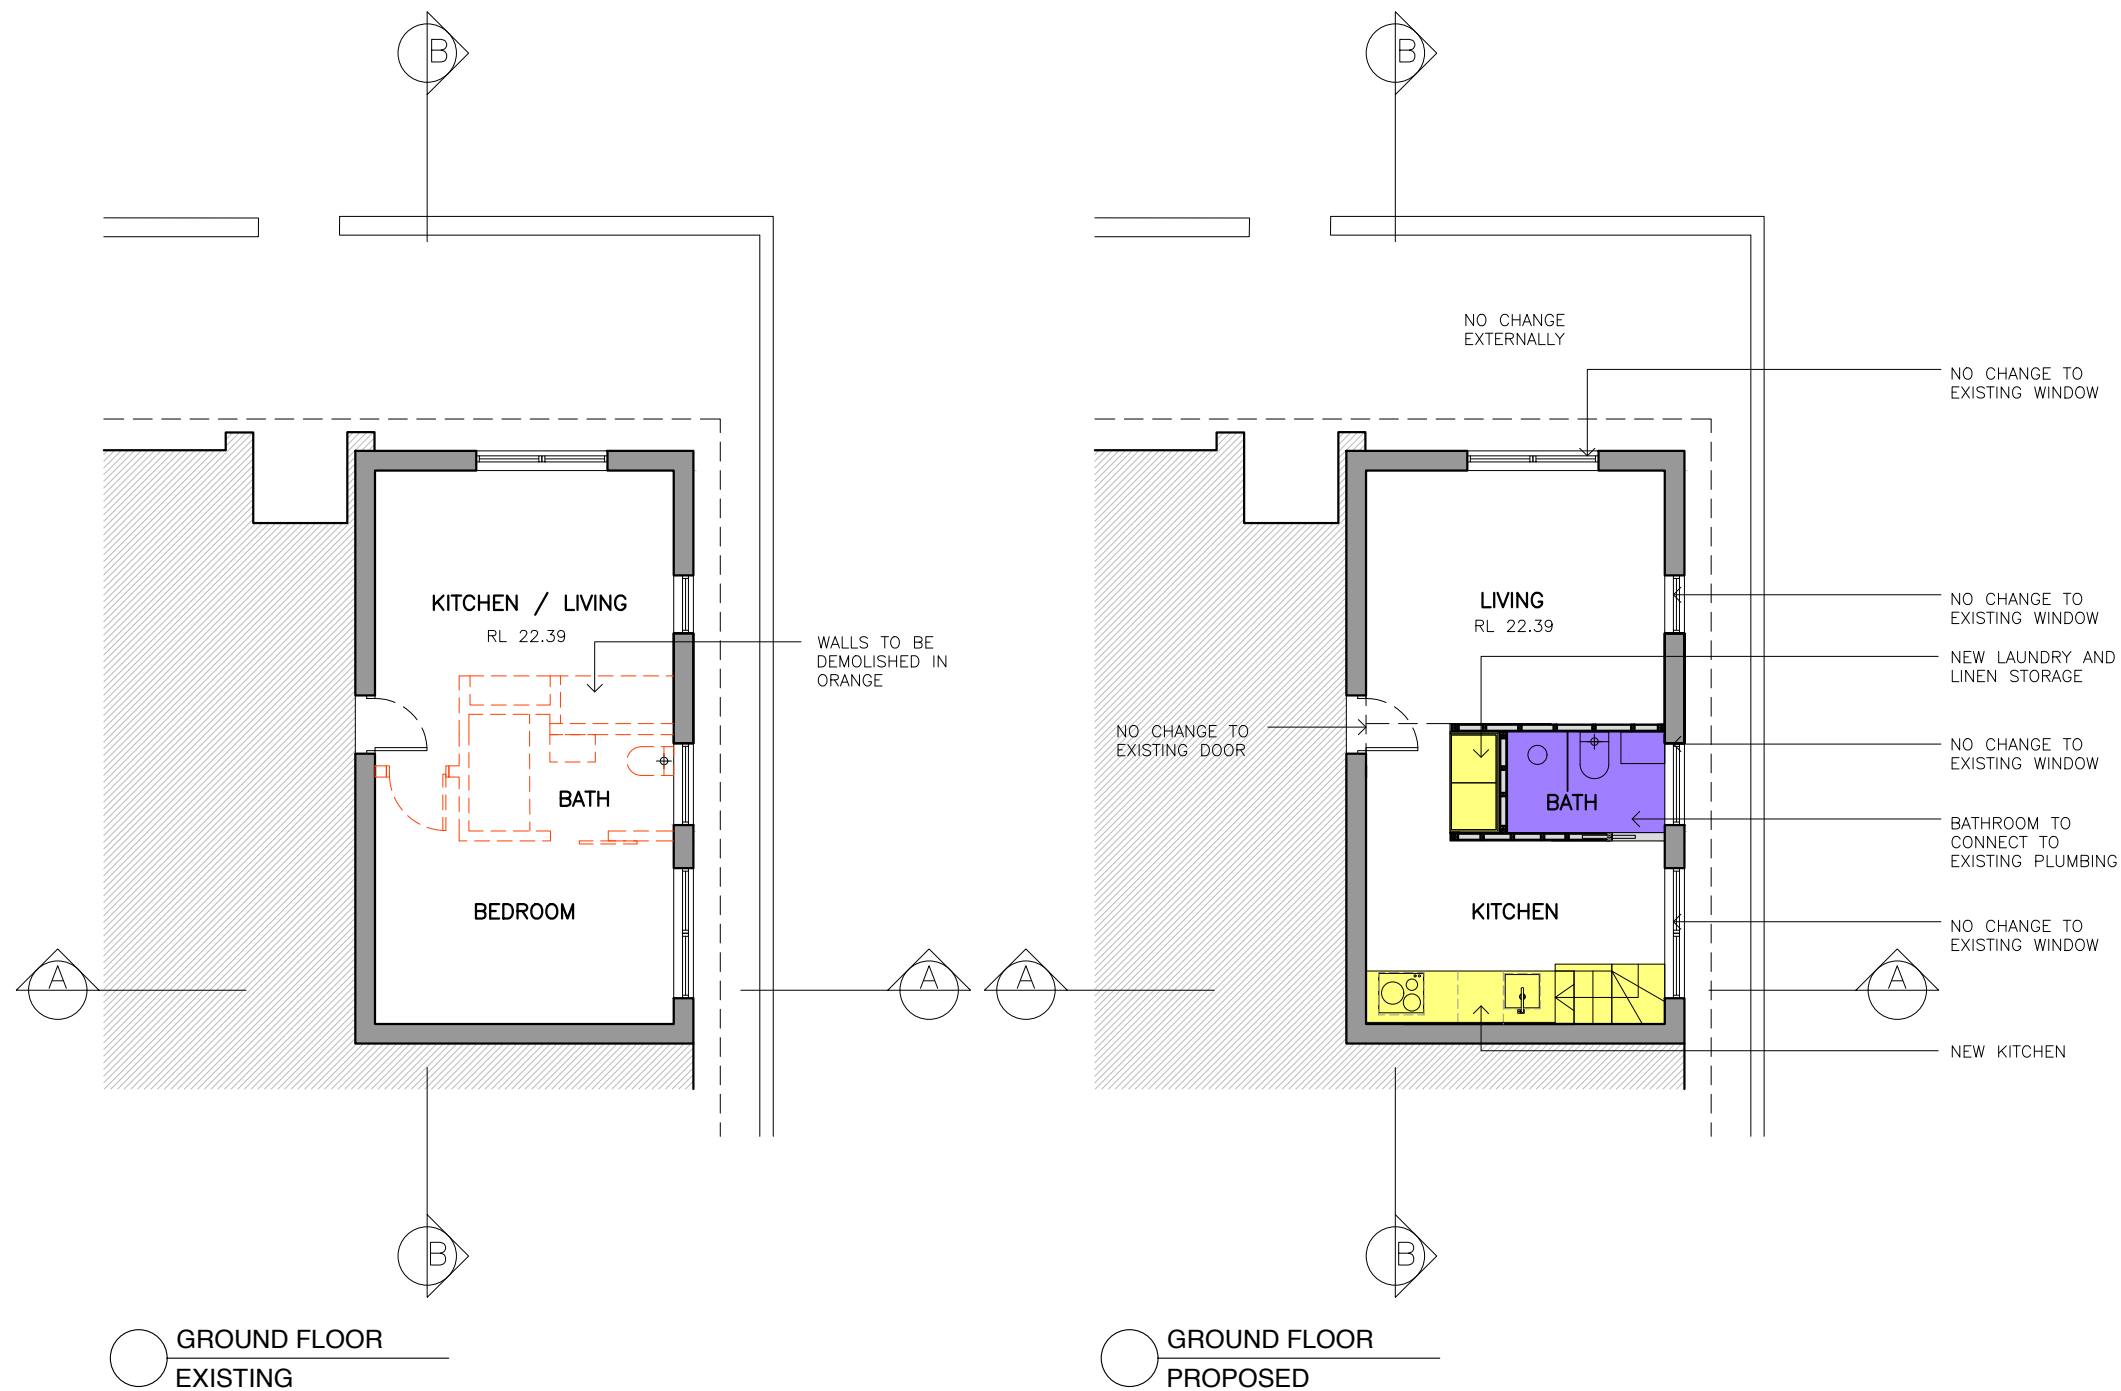 B
KITCHEN / LIVING
RL 22.39
WALLS TO BE
DEMOLISHED IN
ORANGE
BATH
BEDROOM
A
A
B
GROUND FLOOR
EXISTING
B
NO CHANGE
EXTERNALLY
NO CHANGE TO
EXISTING WINDOW
LIVING
RL 22.39
NO CHANGE TO
EXISTING WINDOW
NEW LAUNDRY AND
LINEN STORAGE
NO CHANGE TO
EXISTING DOOR
NO CHANGE TO
EXISTING WINDOW
BATH
BATHROOM TO
CONNECT TO
EXISTING PLUMBING
KITCHEN
NO CHANGE TO
EXISTING WINDOW
A
A
NEW KITCHEN
B
GROUND FLOOR
PROPOSED